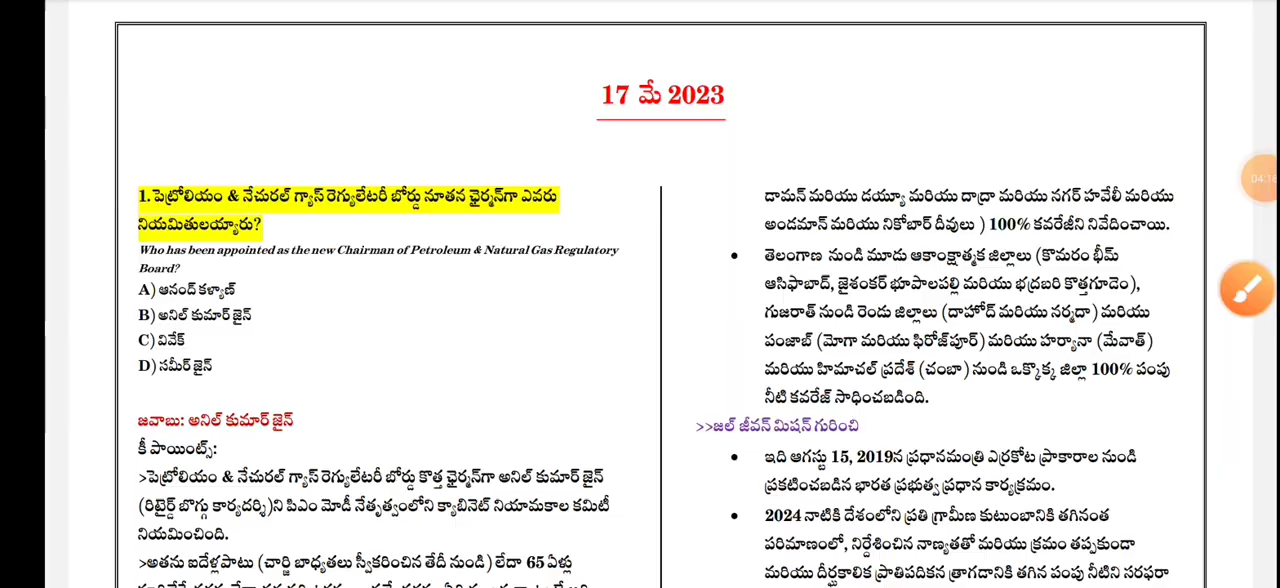 17 మే 2023
1. పెట్రోలియం & నేచురల్ గ్యాస్ రెగ్యులేటరీ బోర్డు నూతన ఛైర్మన్‌గా ఎవరు
నియమితులయ్యారు?
Who has been appointed as the new Chairman of Petroleum & Natural Gas Regulatory
Board?
A) ఆనంద్ కళ్యాణ్
B) అనిల్ కుమార్ జైన్
C) వివేక్
D) సమీర్ జైన్
జవాబు: అనిల్ కుమార్ జైన్
కీ పాయింట్స్:
>పెట్రోలియం & నేచురల్ గ్యాస్ రెగ్యులేటరీ బోర్డు కొత్త ఛైర్మన్‌గా అనిల్ కుమార్ జైన్
(రిటైర్డ్ బొగ్గు కార్యదర్శి)ని పిఎం మోడీ నేతృత్వంలోని క్యాబినెట్ నియామకాల కమిటీ
నియమించింది.
>అతను ఐదేళ్లపాటు (చార్జి బాధ్యతలు స్వీకరించిన తేదీ నుండి) లేదా 65 ఏళ్లు
దామన్ మరియు డయ్యూ మరియు దాద్రా మరియు నగర్ హవేలీ మరియు
అండమాన్ మరియు నికోబార్ దీవులు ) 100% కవరేజీని నివేదించాయి.
• తెలంగాణ నుండి మూడు ఆకాంక్షాత్మక జిల్లాలు (కొమరం భీమ్
ఆసిఫాబాద్, జైశంకర్ భూపాలపల్లి మరియు భద్రబరి కొత్తగూడెం),
గుజరాత్ నుండి రెండు జిల్లాలు (దాహోద్ మరియు నర్మదా) మరియు
పంజాబ్ (మోగా మరియు ఫిరోజ్‌పూర్) మరియు హర్యానా (మేవాత్)
మరియు హిమాచల్ ప్రదేశ్ (చంబా) నుండి ఒక్కొక్క జిల్లా 100% పంపు
నీటి కవరేజ్ సాధించబడింది.
>>జల్ జీవన్ మిషన్ గురించి
• ఇది ఆగస్టు 15, 2019న ప్రధానమంత్రి ఎర్రకోట ప్రాకారాల నుండి
ప్రకటించబడిన భారత ప్రభుత్వ ప్రధాన కార్యక్రమం.
• 2024 నాటికి దేశంలోని ప్రతి గ్రామీణ కుటుంబానికి తగినంత
పరిమాణంలో, నిర్దేశించిన నాణ్యతతో మరియు క్రమం తప్పకుండా
మరియు దీర్ఘకాలిక ప్రాతిపదికన త్రాగడానికి తగిన పంపు నీటిని సరఫరా